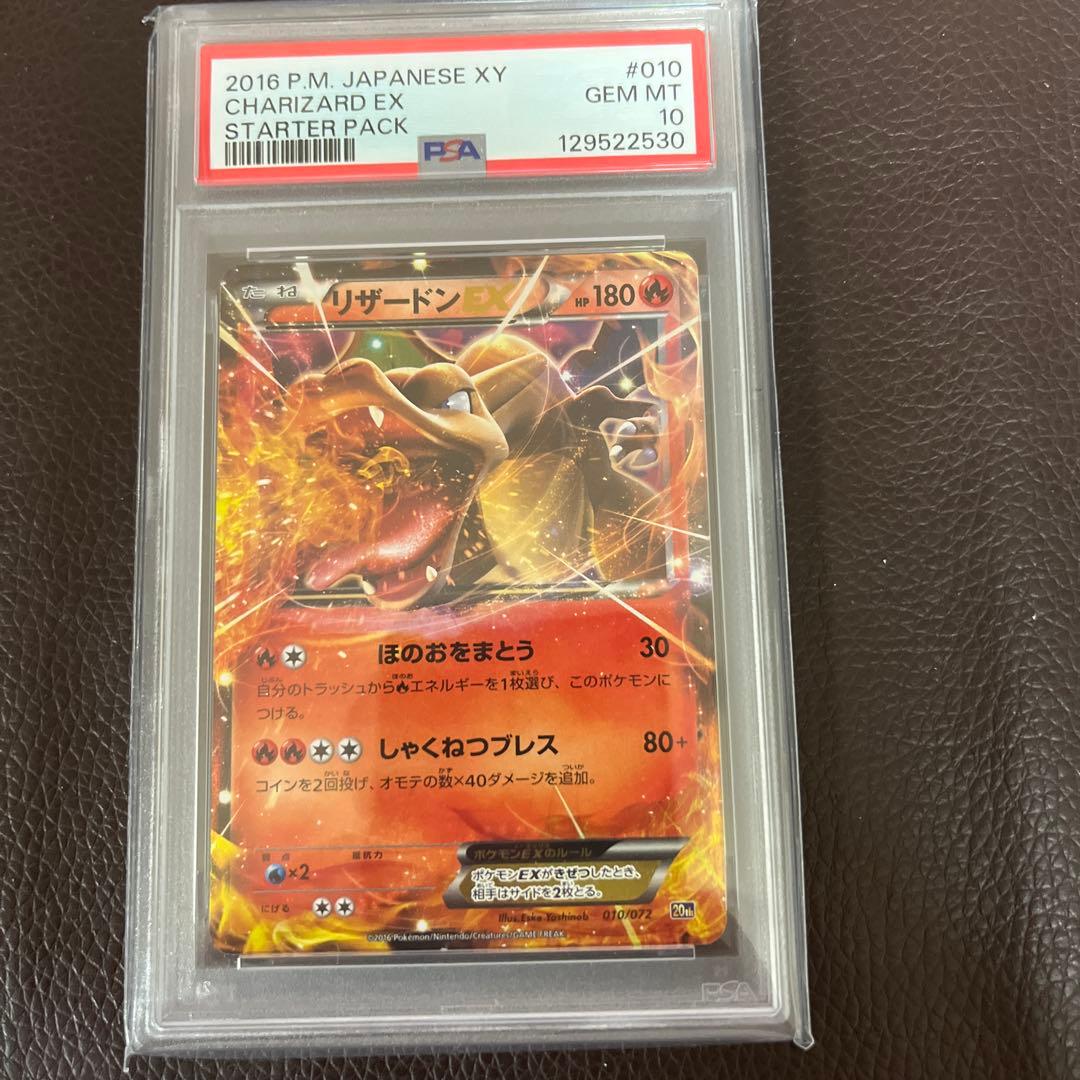 2016 P.M. JAPANESE XY #010
CHARIZARD EX GEM MT
STARTER PACK 10
PSA 129522530
たね リザードンEX HP 180
ほのおをまとう 30
自分のトラッシュからエネルギーを1枚選び、このポケモンに
つける。
しゃくねつブレス 80+
コインを2回投げ、オモテの数×40ダメージを追加。
弱点 抵抗力
×2
ポケモンEXのルール
ポケモンEXがきぜつしたとき、
相手はサイドを2枚とる。
にげる
Illus.Eske Yoshinob 010/072 20th
©2016 Pokémon/Nintendo/Creatures/GAME FREAK
PSA